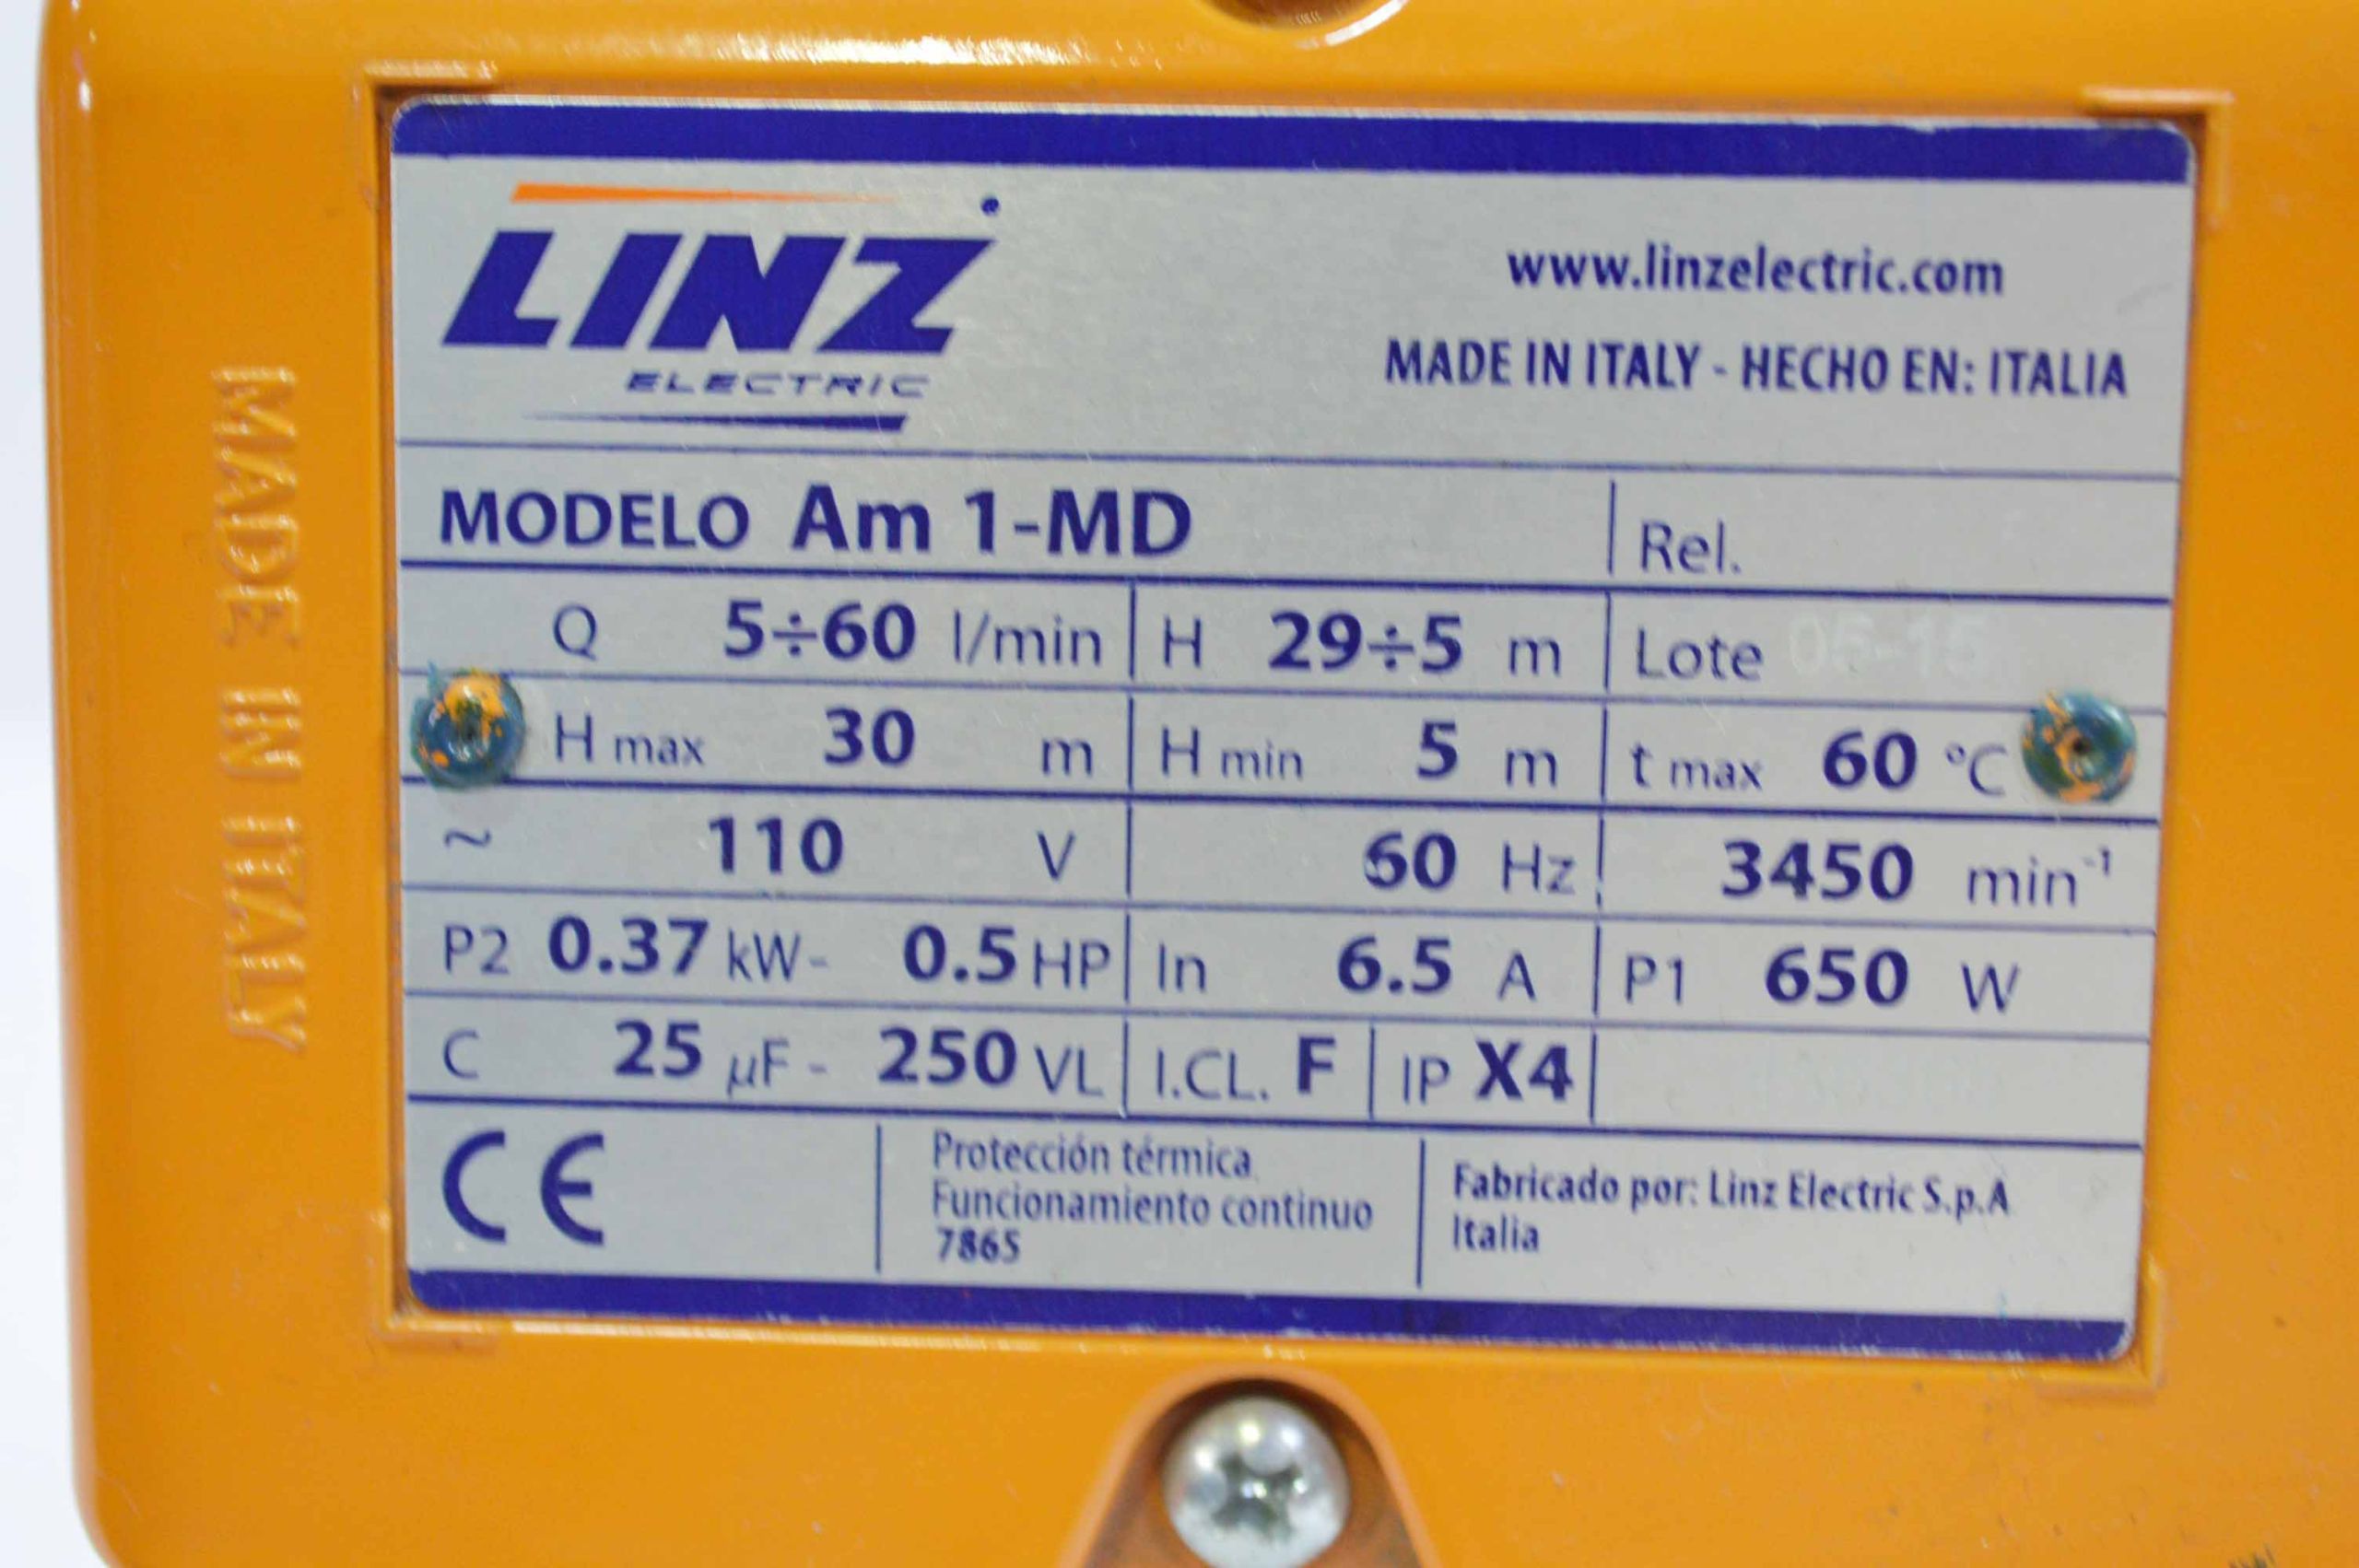 LINZ
ELECTRIC
www.linzelectric.com
MADE IN ITALY - HECHO EN: ITALIA
MODELO Am 1-MD Rel.
Q 5÷60 l/min H 29÷5 m Lote 05-15
H max 30 m H min 5 m t max 60 °C
~ 110 V 60 Hz 3450 min⁻¹
P2 0.37 kW- 0.5 HP In 6.5 A P1 650 W
C 25 µF - 250 VL I.CL. F IP X4
CE
Protección térmica
Funcionamiento continuo
7865
Fabricado por: Linz Electric S.p.A
Italia
MADE IN ITALY